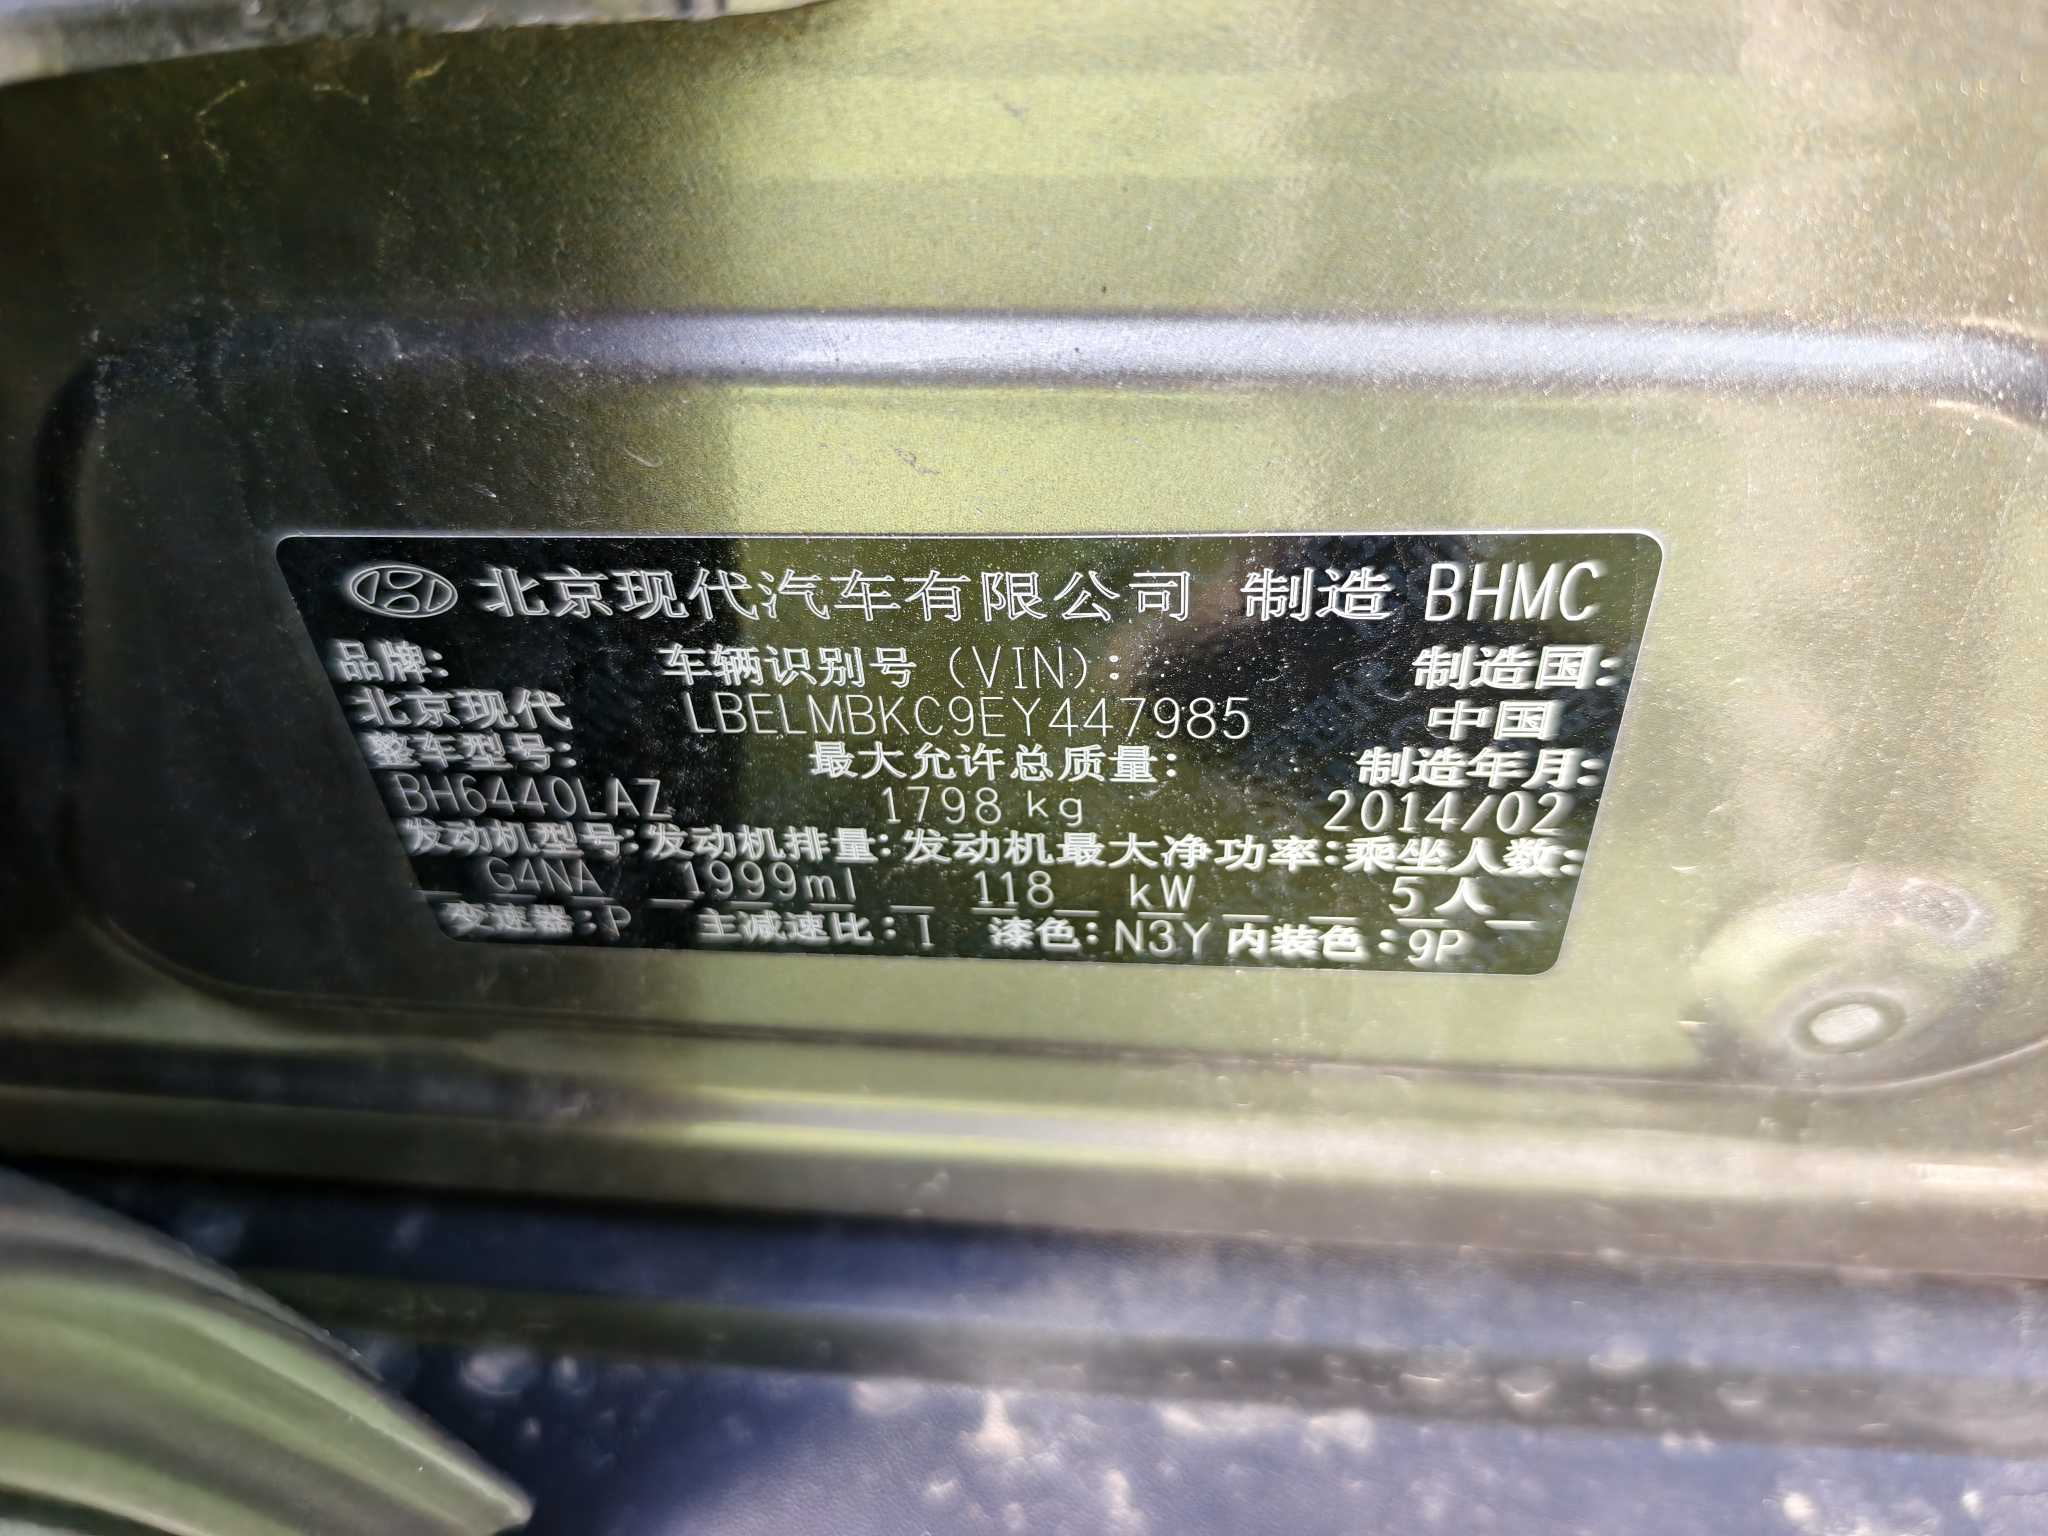 北京现代汽车有限公司 制造 BHMC
品牌: 车辆识别号 (VIN): 制造国:
北京现代 LBELMBKC9EY447985 中国
整车型号: 最大允许总质量: 制造年月:
BH6440LAZ 1798 kg 2014/02
发动机型号: 发动机排量: 发动机最大净功率: 乘坐人数:
G4NA 1999ml 118 kW 5人
变速器: P 主减速比: I 漆色: N3Y 内装色: 9P